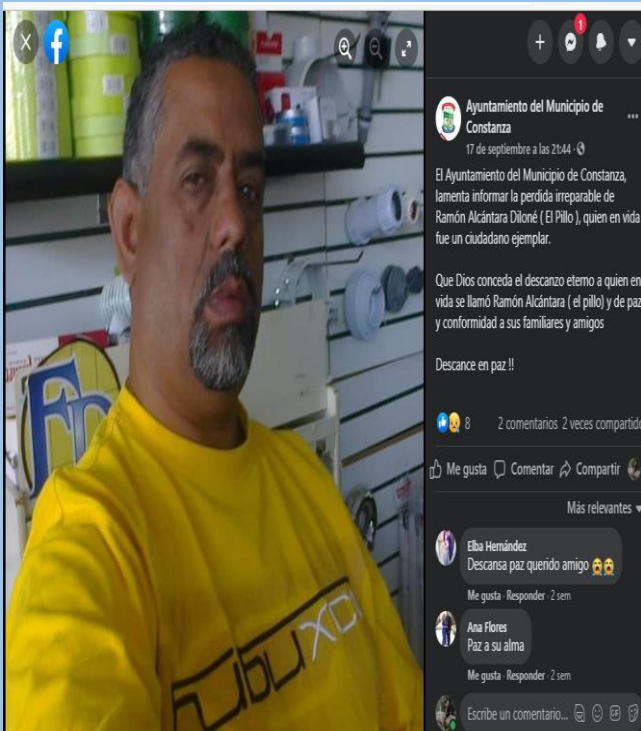 1
Ayuntamiento del Municipio de
Constanza
17 de septiembre a las 21:44 ·
El Ayuntamiento del Municipio de Constanza,
lamenta informar la perdida irreparable de
Ramón Alcántara Diloné ( El Pillo ), quien en vida
fue un ciudadano ejemplar.
Que Dios conceda el descanzo eterno a quien en
vida se llamó Ramón Alcántara ( el pillo) y de paz
y conformidad a sus familiares y amigos
Descance en paz !!
8 2 comentarios 2 veces compartido
Me gusta Comentar Compartir
Más relevantes
Elba Hernández
Descansa paz querido amigo
Me gusta · Responder · 2 sem
Ana Flores
Paz a su alma
Me gusta · Responder · 2 sem
Escribe un comentario... GIF